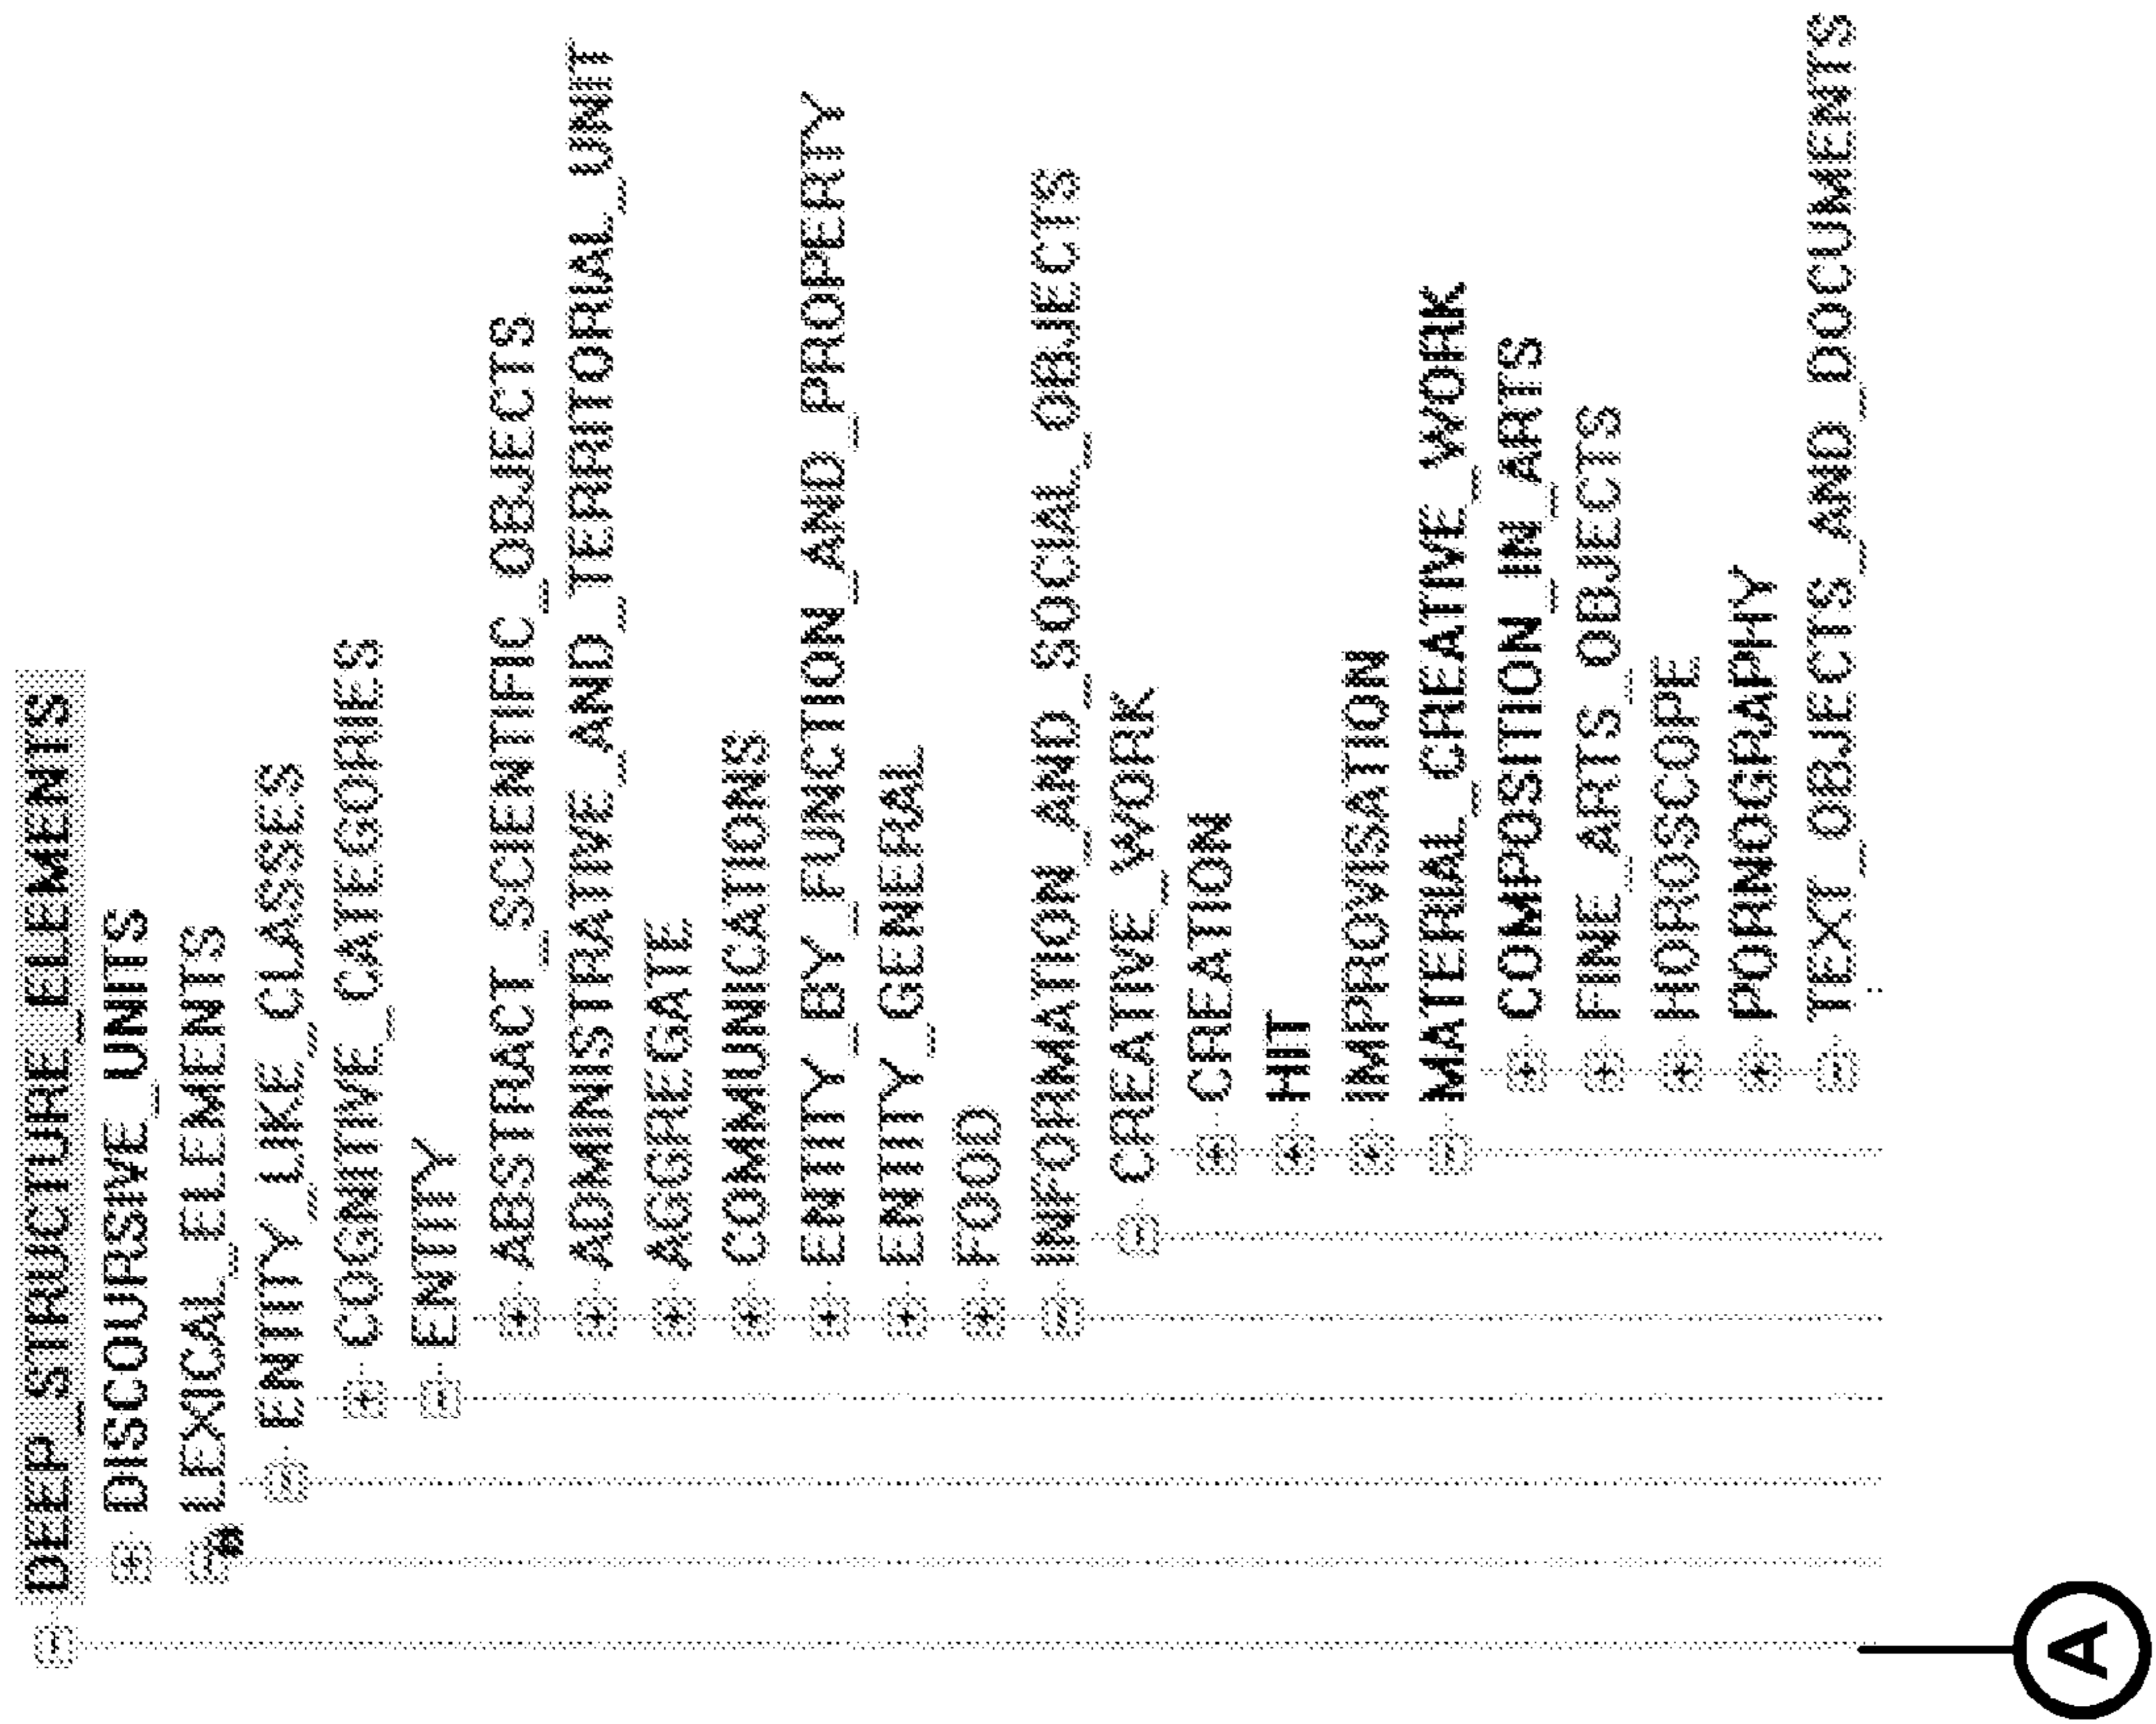 DEEP_STRUCTURE_ELEMENTS
DISCOURSIVE_UNITS
LEXICAL_ELEMENTS
ENTITY_LIKE_CLASSES
COGNITIVE_CATEGORIES
ENTITY
ABSTRACT_SCIENTIFIC_OBJECTS
ADMINISTRATIVE_AND_TERRITORIAL_UNIT
AGGREGATE
COMMUNICATIONS
ENTITY_BY_FUNCTION_AND_PROPERTY
ENTITY_GENERAL
FOOD
INFORMATION_AND_SOCIAL_OBJECTS
CREATIVE_WORK
CREATION
HIT
IMPROVISATION
MATERIAL_CREATIVE_WORK
COMPOSITION_IN_ARTS
FINE_ARTS_OBJECTS
HOROSCOPE
PORNOGRAPHY
TEXT_OBJECTS_AND_DOCUMENTS
A